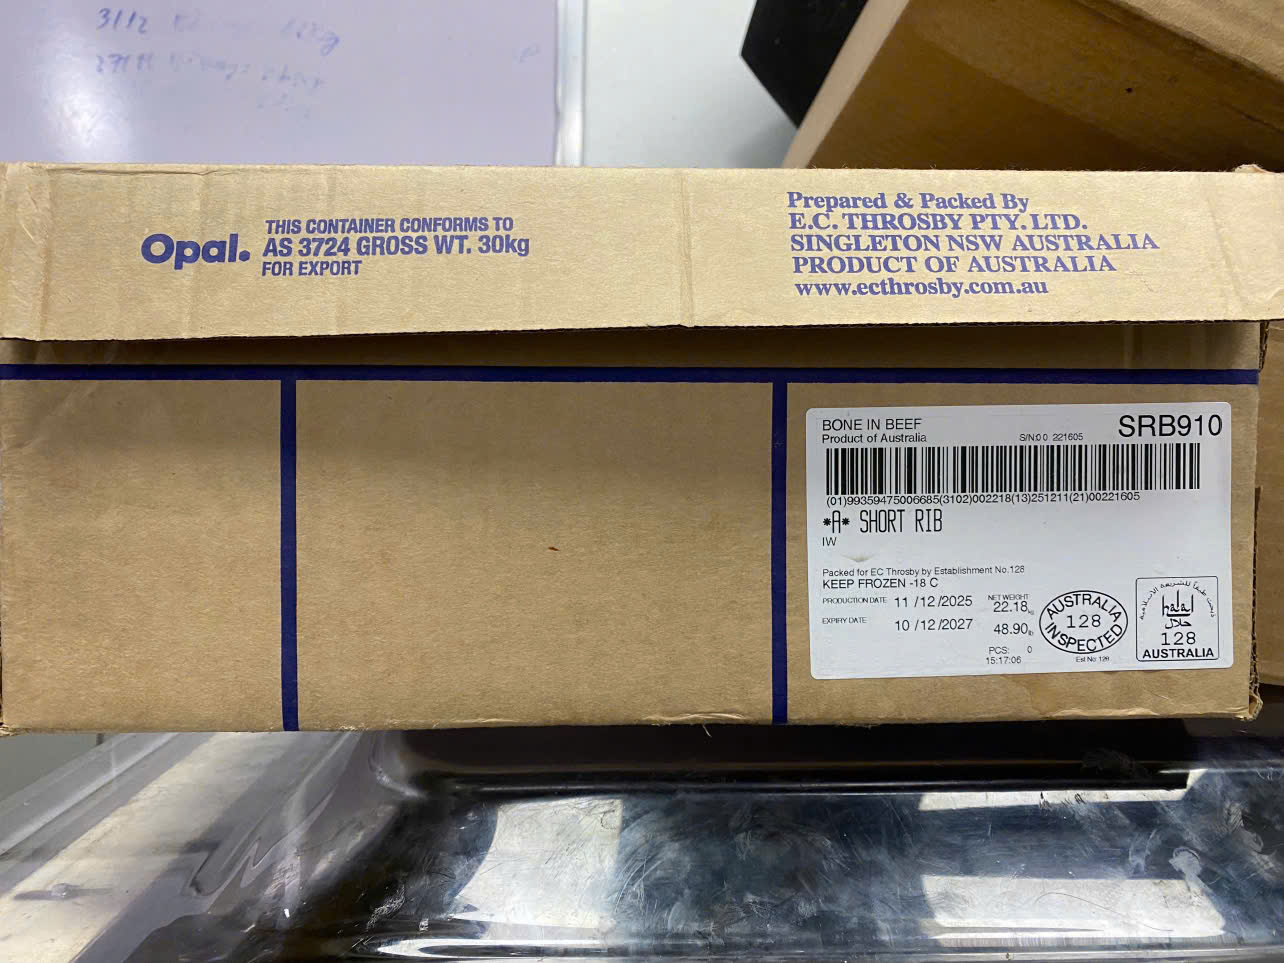 3112
Opal.
THIS CONTAINER CONFORMS TO
AS 3724 GROSS WT. 30kg
FOR EXPORT
Prepared & Packed By
E.C. THROSBY PTY. LTD.
SINGLETON NSW AUSTRALIA
PRODUCT OF AUSTRALIA
www.ecthrosby.com.au
BONE IN BEEF
SRB910
Product of Australia
S/N:0 0 221605
(01)99359475006685(3102)002218(13)251211(21)00221605
*A* SHORT RIB
IW
Packed for EC Throsby by Establishment No.128
KEEP FROZEN -18 C
PRODUCTION DATE 11 /12/2025
NET WEIGHT
22.18 kg
EXPIRY DATE 10 /12/2027
48.90 lb
PCS: 0
15:17:06
AUSTRALIA
128
INSPECTED
Est No 128
halal
حلال
128
AUSTRALIA